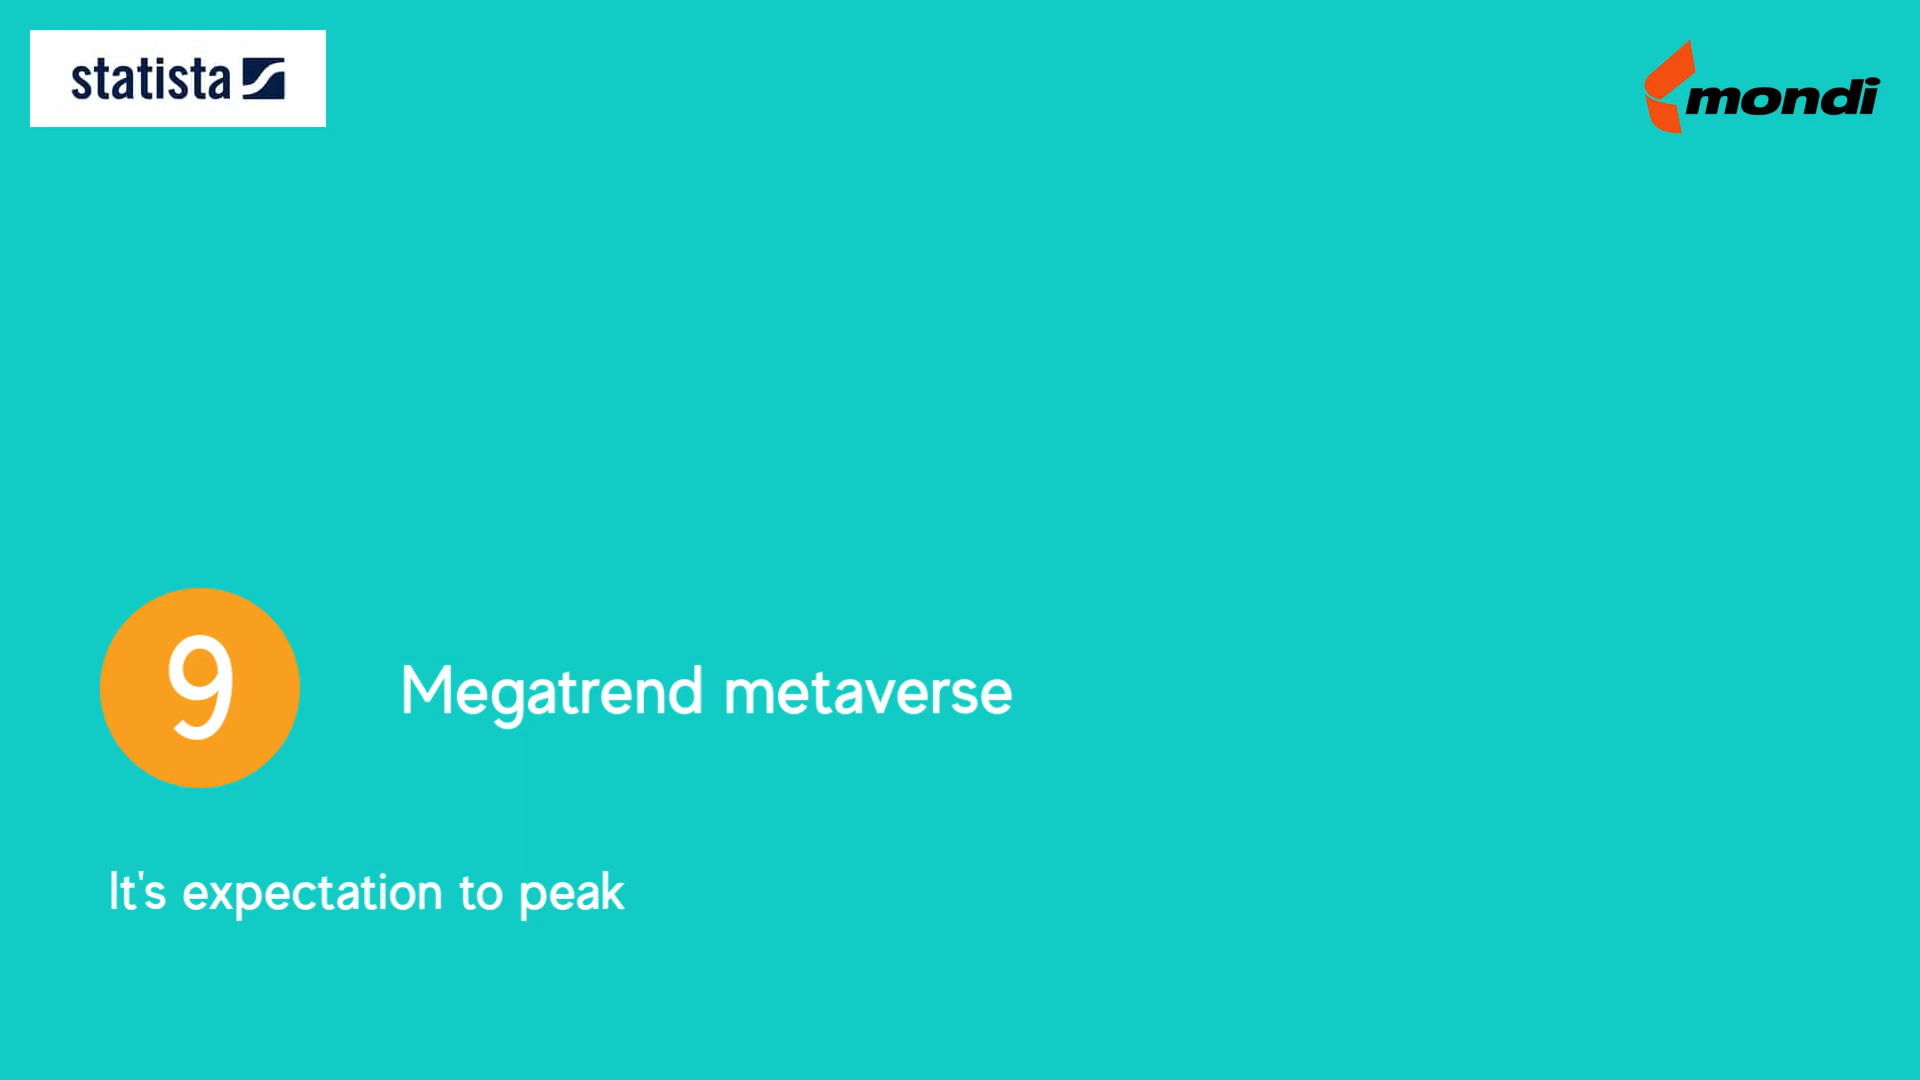 statista
mondi
9
Megatrend metaverse
It's expectation to peak